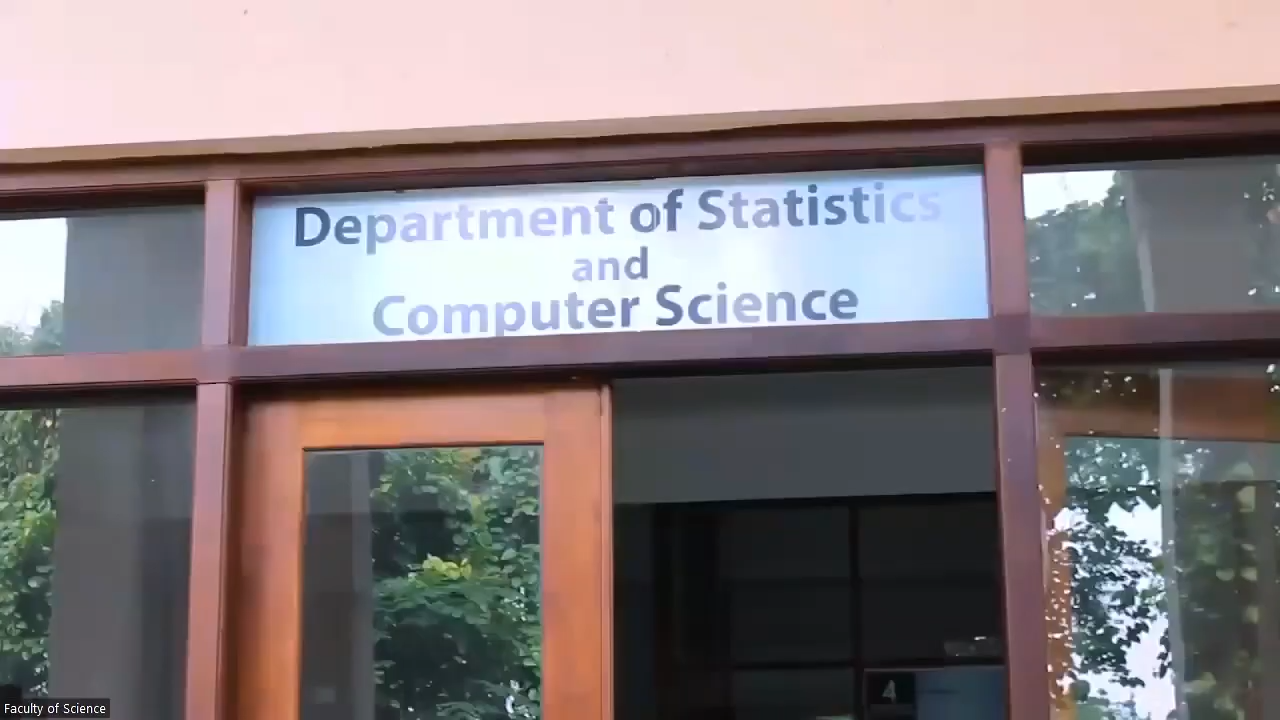 Department of Statistics
and
Computer Science
4
Faculty of Science